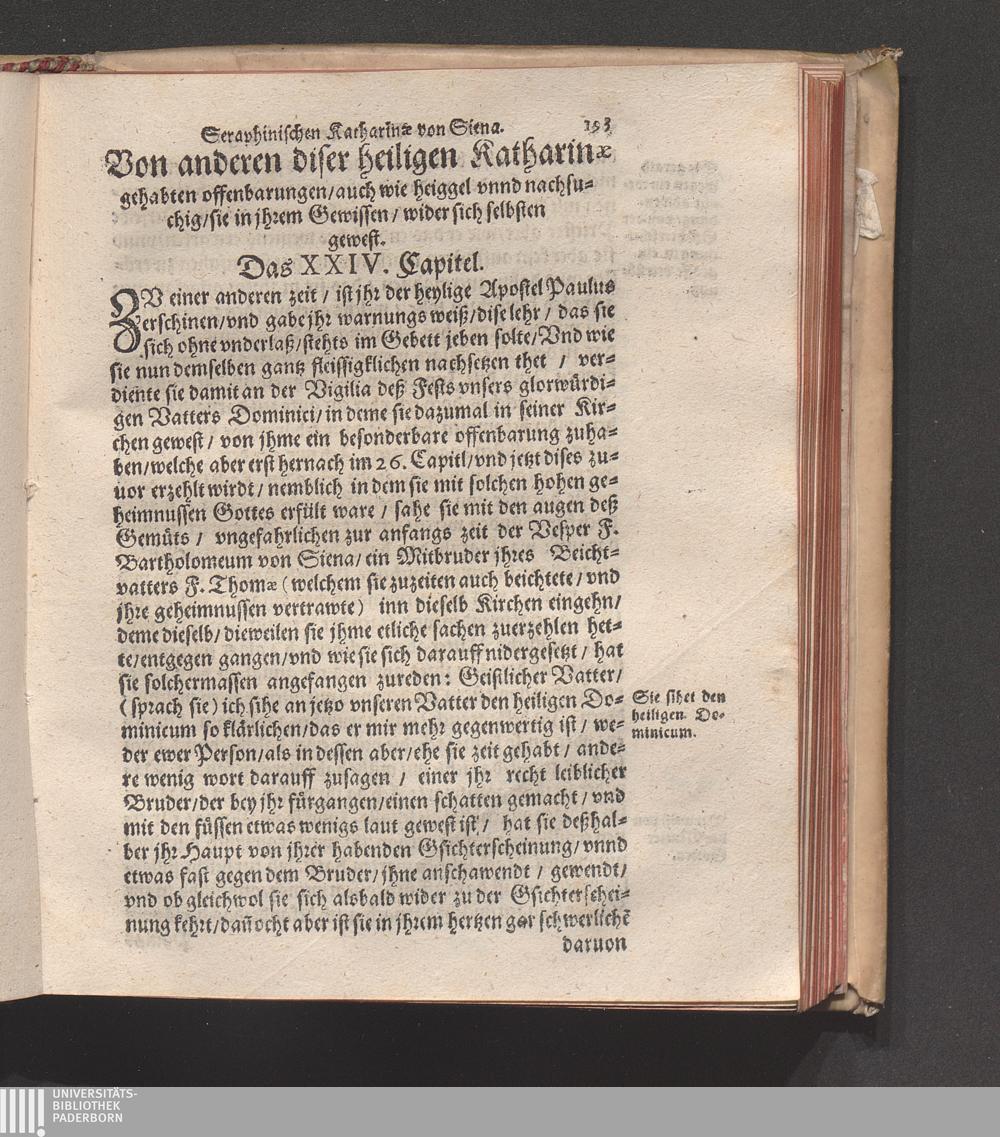 Seraphinischen Katharinæ von Siena. 193
Von anderen diser heiligen Katharinæ
gehabten offenbarungen/auch wie heiggel vnnd nachsu-
chig/sie in jhrem Gewissen/wider sich selbsten
gewest.
Das XXIV. Capitel.
ZV einer anderen zeit / ist jhr der heylige Apostel Paulus
erschinen/vnd gabe jhr warnungs weiß/dise lehr / das sie
sich ohne vnderlaß/stehts im Gebett jeben solte/Vnd wie
sie nun demselben gantz fleissigklichen nachsetzen thet / ver-
diente sie damit an der Vigilia deß Fests vnsers glorwürdi-
gen Vatters Dominici/in deme sie dazumal in seiner Kir-
chen gewest / von jhme ein besonderbare offenbarung zuha-
ben/welche aber erst hernach im 26. Capitl/vnd jetzt dises zu-
uor erzehlt wirdt / nemblich in dem sie mit solchen hohen ge-
heimnussen Gottes erfült ware / sahe sie mit den augen deß
Gemüts / vngefahrlichen zur anfangs zeit der Vesper F.
Bartholomeum von Siena/ein Mitbruder jhres Beicht-
vatters F. Thomæ (welchem sie zuzeiten auch beichtete/vnd
jhre geheimnussen vertrawte) inn dieselb Kirchen eingehn/
deme dieselb/dieweilen sie jhme etliche sachen zuerzehlen het-
te/entgegen gangen/vnd wie sie sich darauff nidergesetzt / hat
sie solchermassen angefangen zureden: Geistlicher Vatter/
(sprach sie) ich sihe an jetzo vnseren Vatter den heiligen Do-
minicum so klärlichen/das er mir mehr gegenwertig ist / we-
der ewer Person/als in dessen aber/ehe sie zeit gehabt / ande-
re wenig wort darauff zusagen / einer jhr recht leiblicher
Bruder/der bey jhr fürgangen/einen schatten gemacht / vnd
mit den füssen etwas wenigs laut gewest ist / hat sie deßhal-
ber jhr Haupt von jhrer habenden Gsichterscheinung/vnnd
etwas fast gegen dem Bruder/jhne anschawendt / gewendt/
vnd ob gleichwol sie sich alsbald wider zu der Gsichterschei-
nung kehrt/dañocht aber ist sie in jhrem hertzen gar schwerlichẽ
daruon
Sie sihet den
heiligen Do-
minicum.
UNIVERSITÄTS-
BIBLIOTHEK
PADERBORN